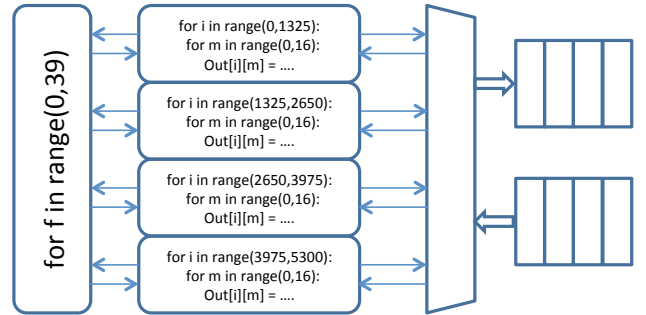 for f in range(0,39)
for i in range(0,1325):
for m in range(0,16):
Out[i][m] = ....
for i in range(1325,2650):
for m in range(0,16):
Out[i][m] = ....
for i in range(2650,3975):
for m in range(0,16):
Out[i][m] = ....
for i in range(3975,5300):
for m in range(0,16):
Out[i][m] = ....